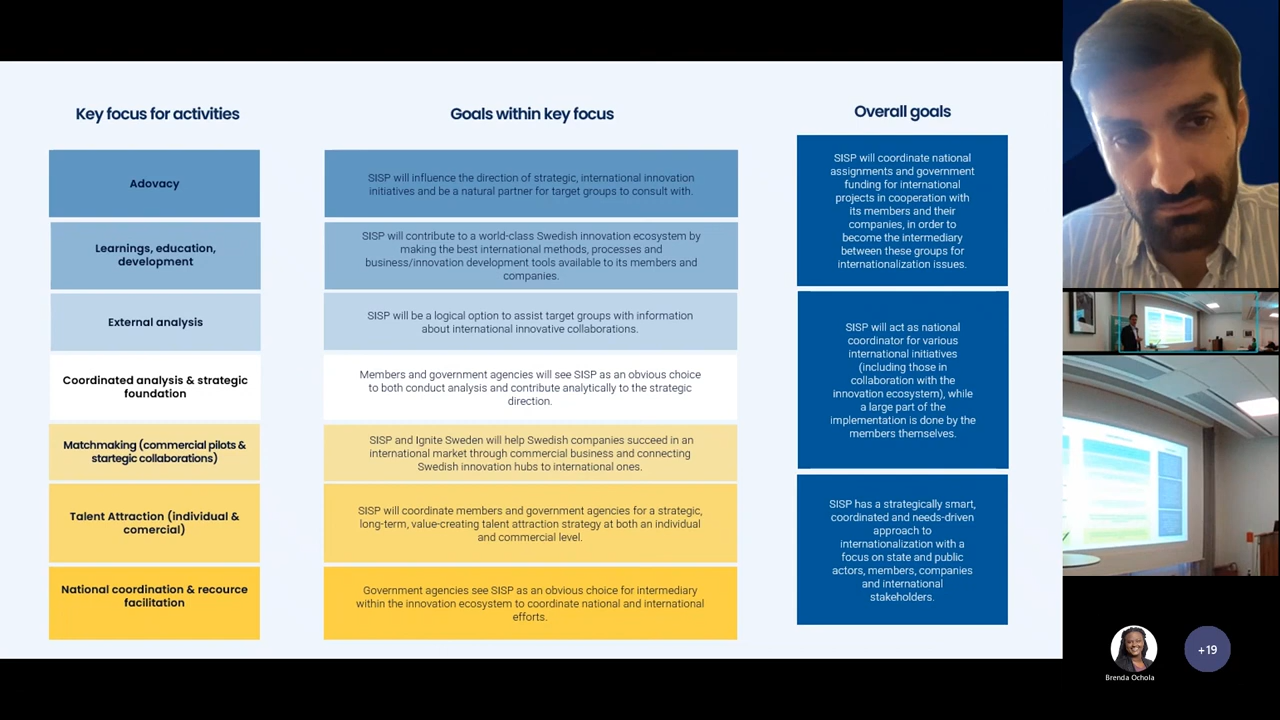 Key focus for activities
Goals within key focus
Overall goals
Adovacy
SISP will influence the direction of strategic, international innovation
initiatives and be a natural partner for target groups to consult with.
Learnings, education,
development
SISP will contribute to a world-class Swedish innovation ecosystem by
making the best international methods, processes and
business/innovation development tools available to its members and
companies.
External analysis
SISP will be a logical option to assist target groups with information
about international innovative collaborations.
Coordinated analysis & strategic
foundation
Members and government agencies will see SISP as an obvious choice
to both conduct analysis and contribute analytically to the strategic
direction.
Matchmaking (commercial pilots &
startegic collaborations)
SISP and Ignite Sweden will help Swedish companies succeed in an
international market through commercial business and connecting
Swedish innovation hubs to international ones.
Talent Attraction (individual &
comercial)
SISP will coordinate members and government agencies for a strategic,
long-term, value-creating talent attraction strategy at both an individual
and commercial level.
National coordination & recource
facilitation
Government agencies see SISP as an obvious choice for intermediary
within the innovation ecosystem to coordinate national and international
efforts.
SISP will coordinate national
assignments and government
funding for international
projects in cooperation with
its members and their
companies, in order to
become the intermediary
between these groups for
internationalization issues.
SISP will act as national
coordinator for various
international initiatives
(including those in
collaboration with the
innovation ecosystem), while
a large part of the
implementation is done by the
members themselves.
SISP has a strategically smart,
coordinated and needs-driven
approach to
internationalization with a
focus on state and public
actors, members, companies
and international
stakeholders.
Brenda Ochola
+19